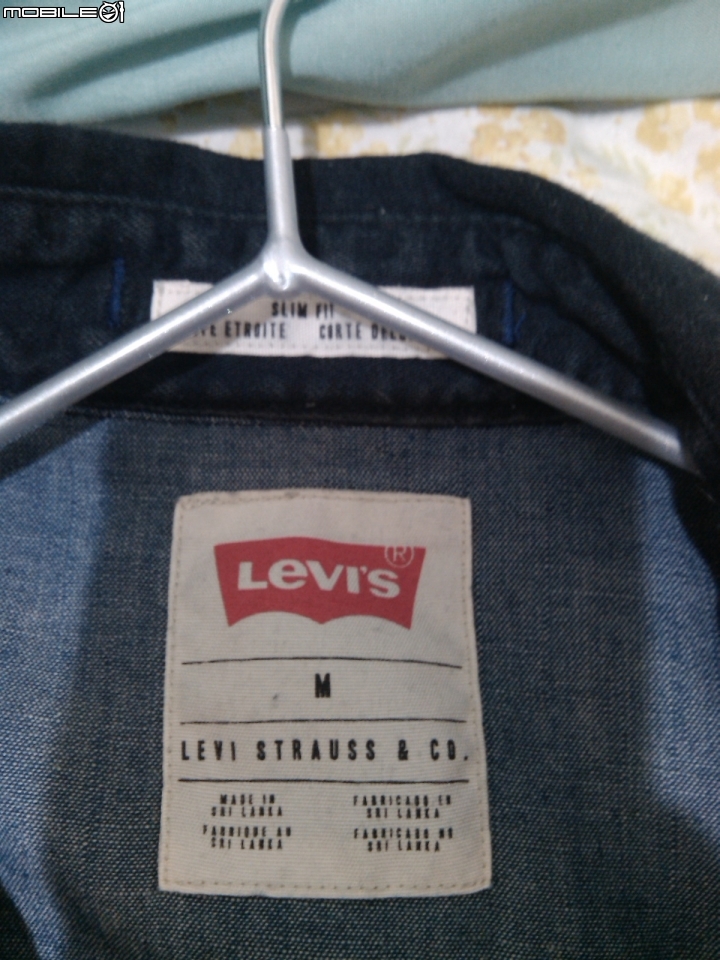 MOBILE01
SLIM FIT
ETROITE CORTE
LEVI'S ®
M
LEVI STRAUSS & CO.
MADE IN
SRI LANKA
FABRICADO EN
SRI LANKA
FABRIQUE AU
SRI LANKA
FABRICADO NO
SRI LANKA